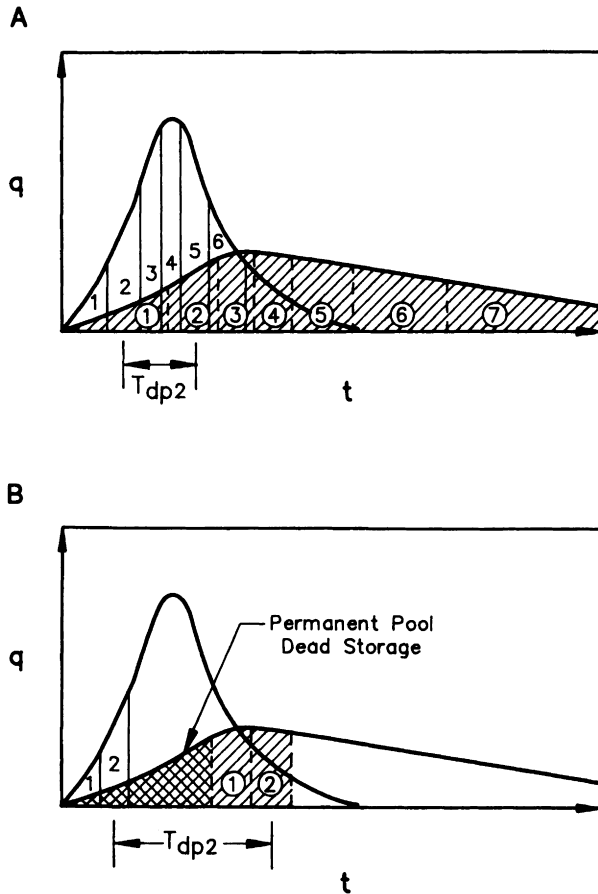 A
q
1 2 3 4 5 6
① ② ③ ④ ⑤ ⑥ ⑦
Tdp2
t
B
Permanent Pool
Dead Storage
q
1 2
① ②
Tdp2
t